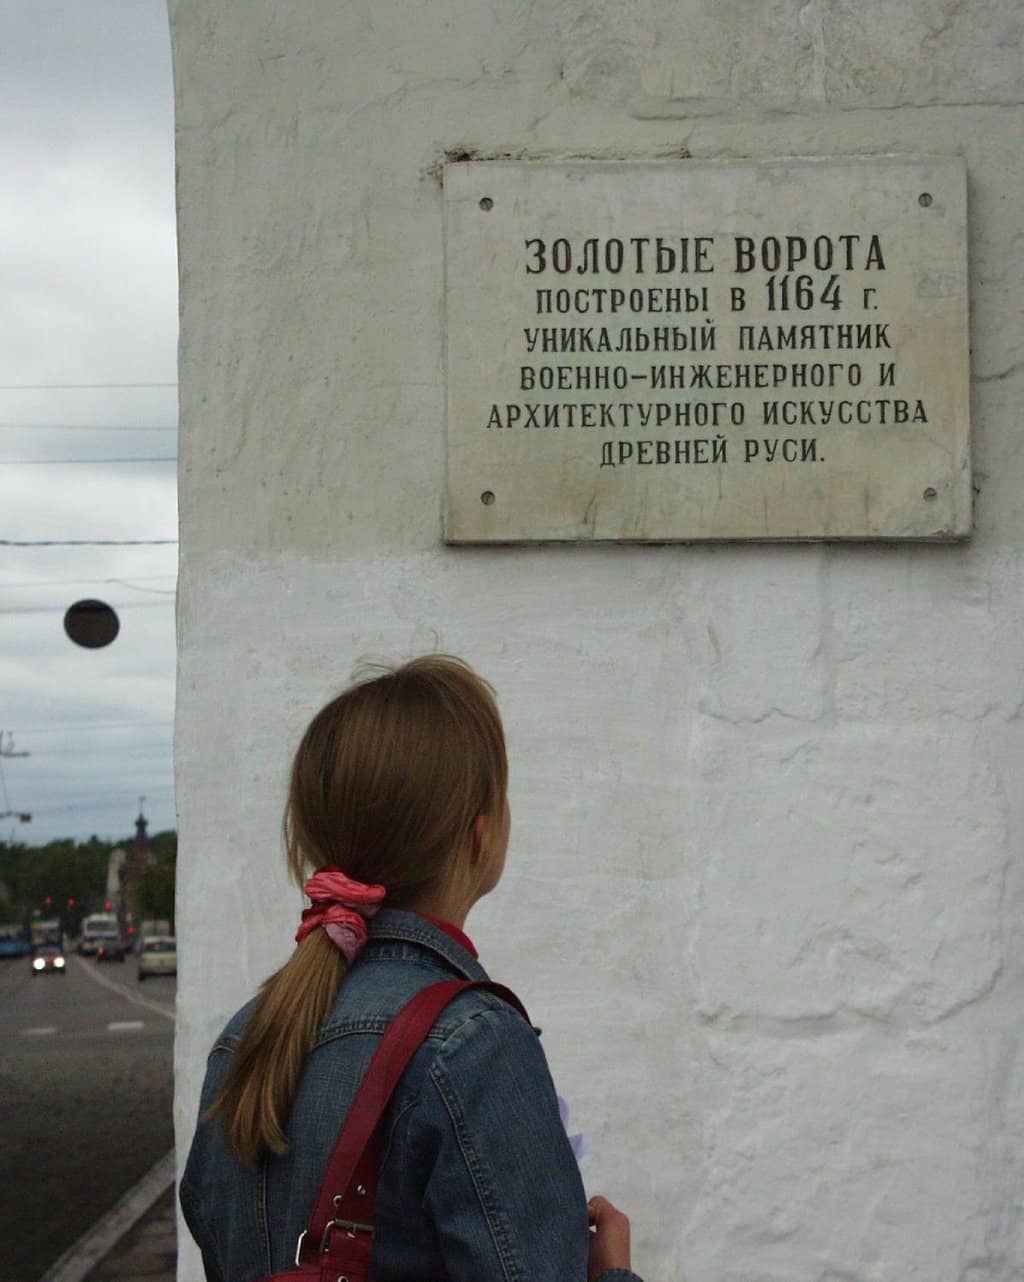 ЗОЛОТЫЕ ВОРОТА
ПОСТРОЕНЫ В 1164 Г.
УНИКАЛЬНЫЙ ПАМЯТНИК
ВОЕННО-ИНЖЕНЕРНОГО И
АРХИТЕКТУРНОГО ИСКУССТВА
ДРЕВНЕЙ РУСИ.